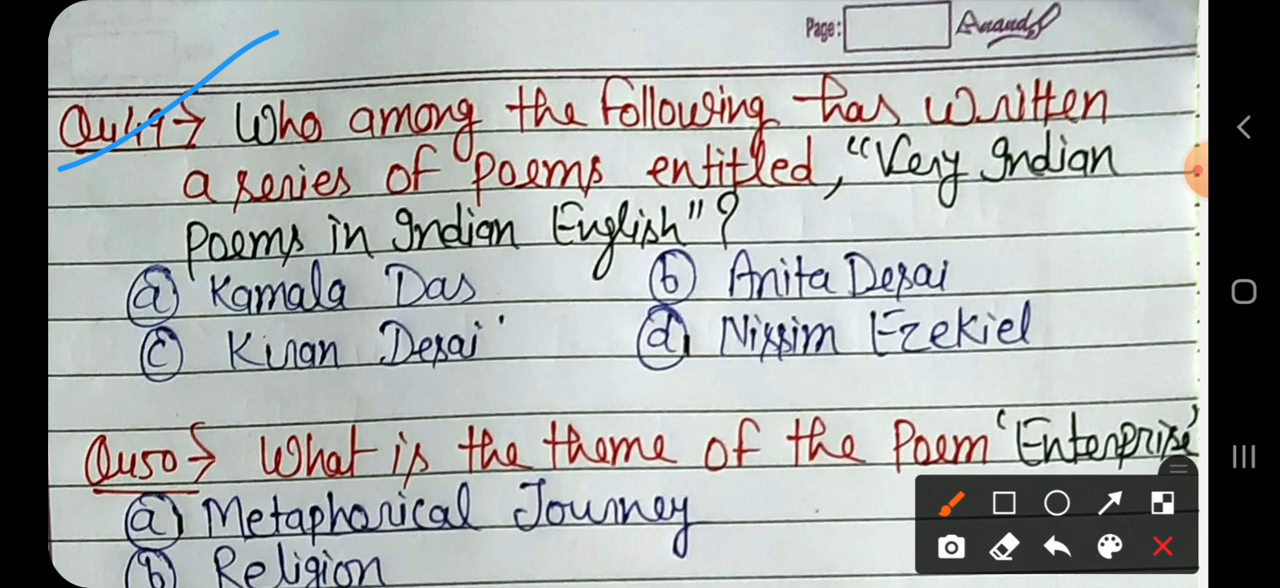 Page: Anand
Qu49→ Who among the following has written
a series of Poems entitled, "Very Indian
Poems in Indian English"?
(a) Kamala Das (b) Anita Desai
(c) Kiran Desai (d) Nissim Ezekiel
Qu50→ What is the theme of the Poem 'Enterprise'
(a) Metaphorical Journey
(b) Religion